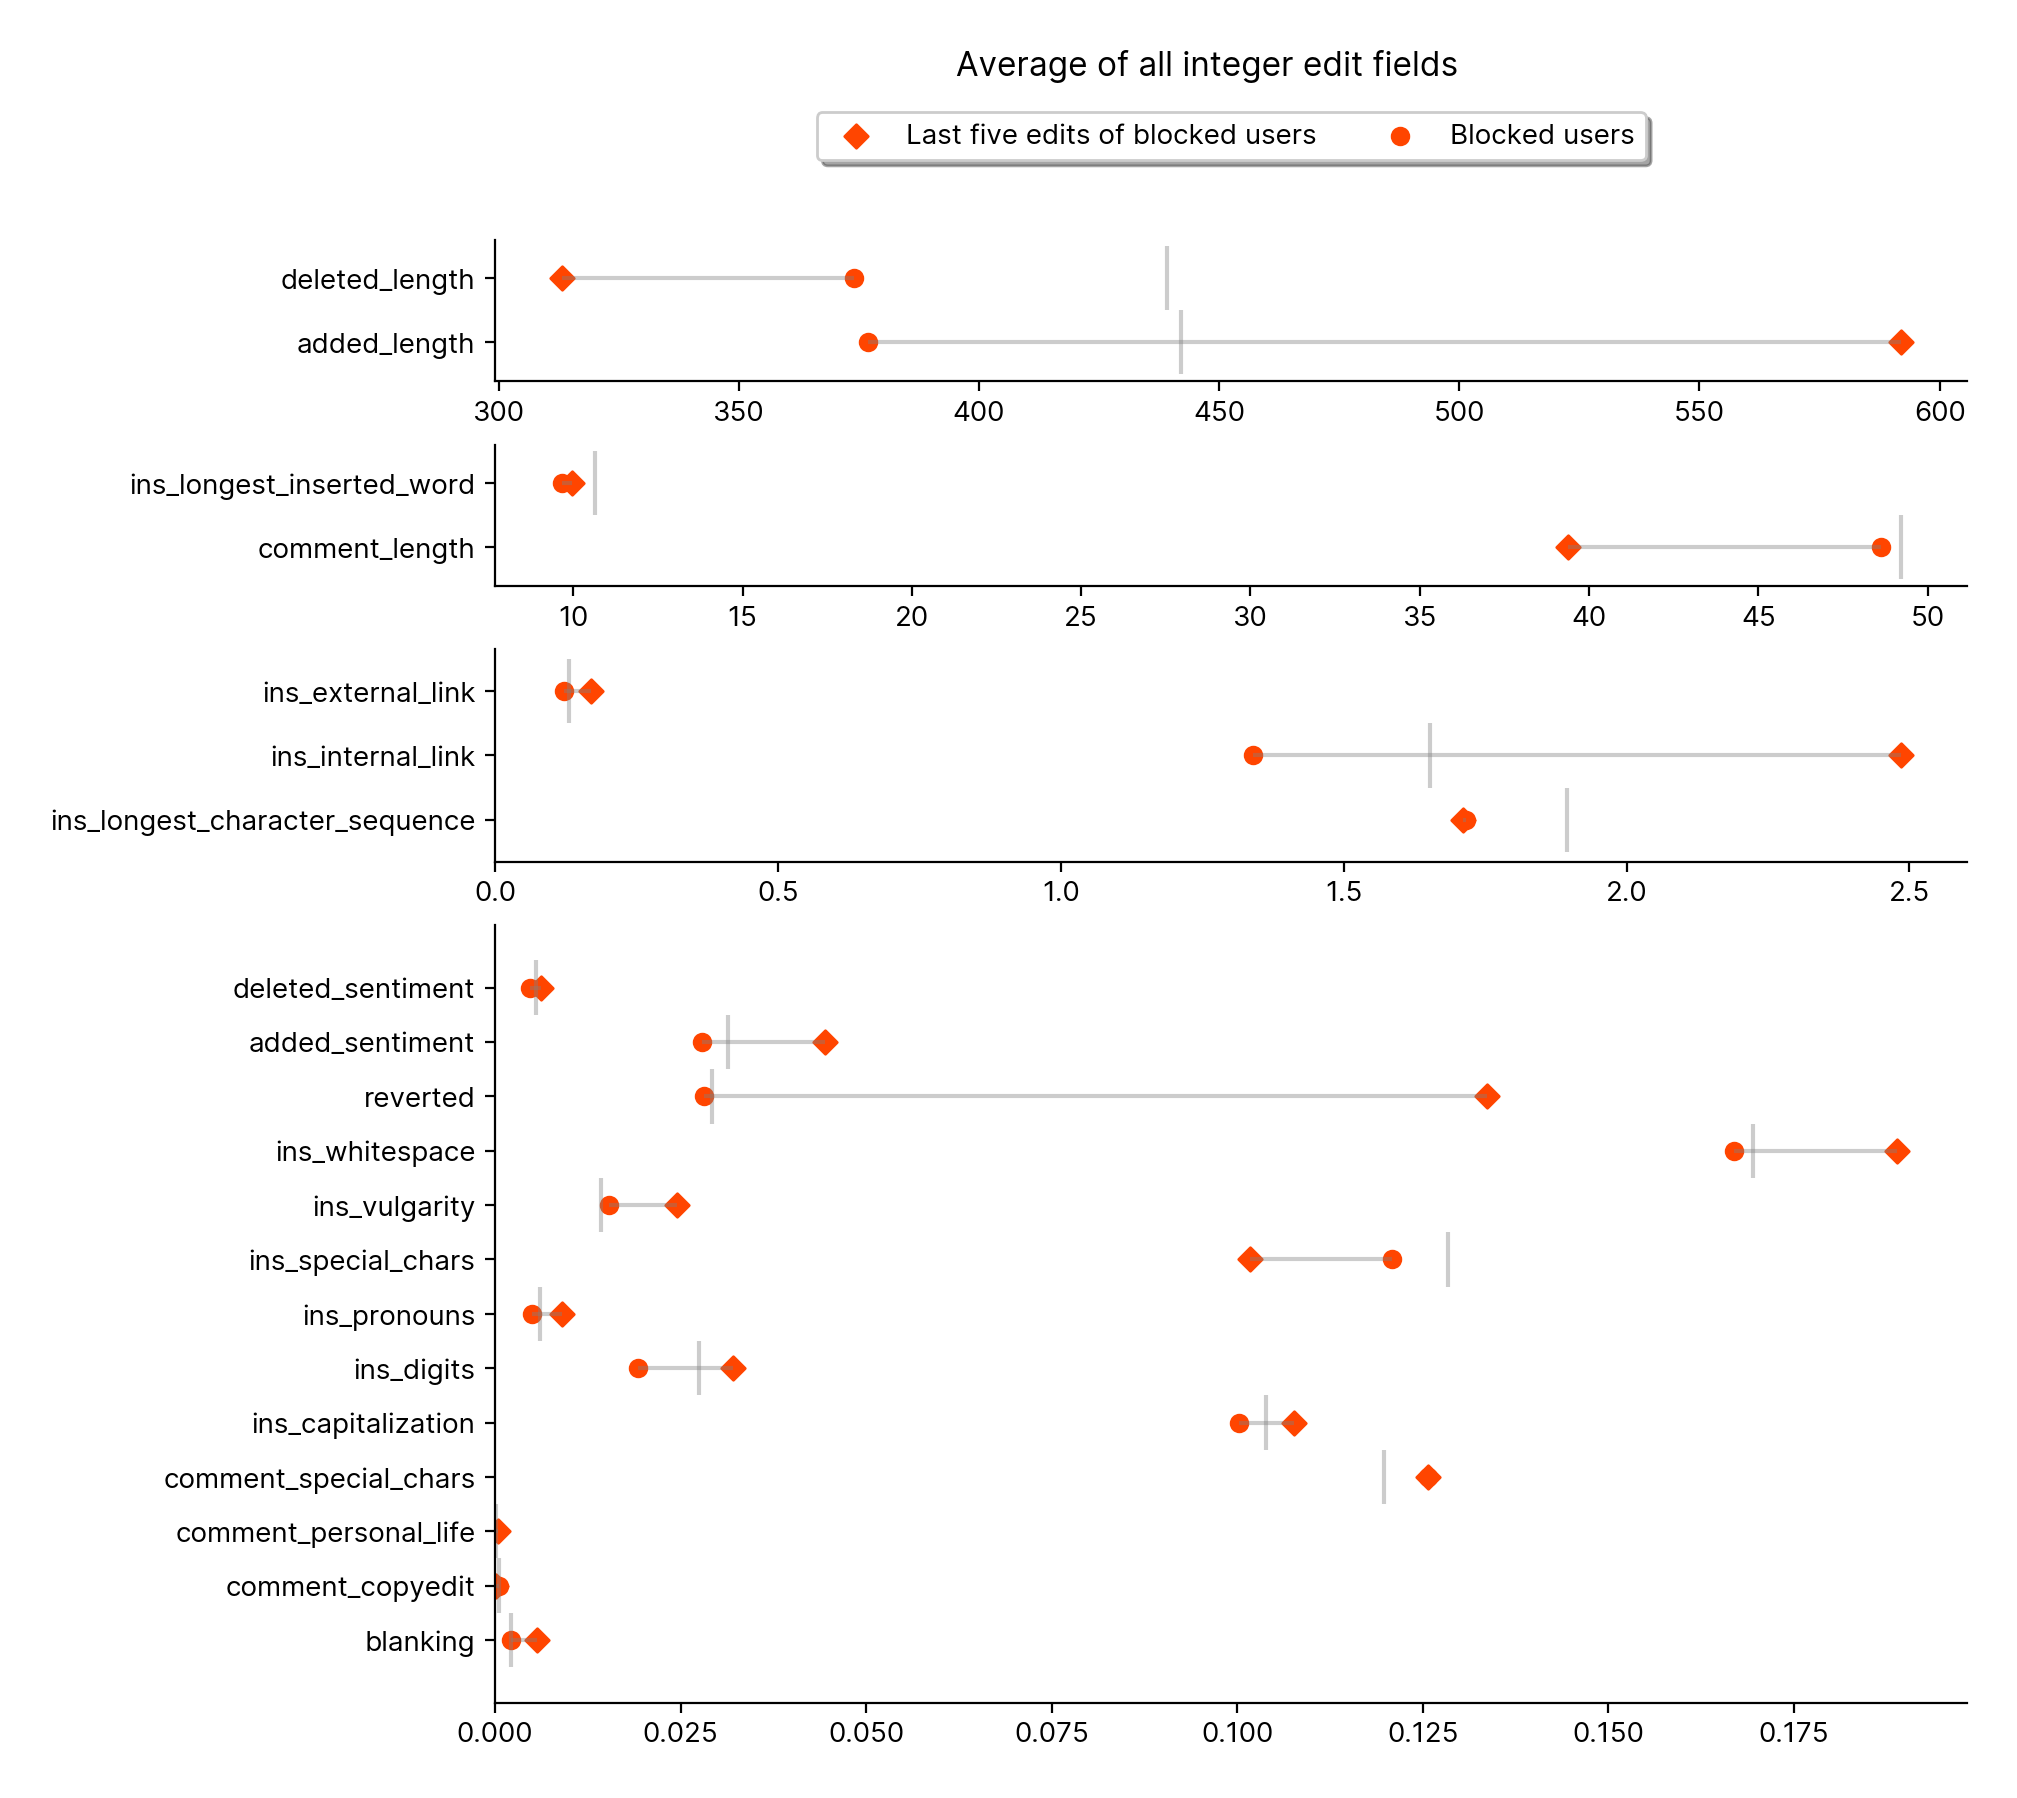 Average of all integer edit fields
Last five edits of blocked users Blocked users
deleted_length
added_length
300 350 400 450 500 550 600
ins_longest_inserted_word
comment_length
10 15 20 25 30 35 40 45 50
ins_external_link
ins_internal_link
ins_longest_character_sequence
0.0 0.5 1.0 1.5 2.0 2.5
deleted_sentiment
added_sentiment
reverted
ins_whitespace
ins_vulgarity
ins_special_chars
ins_pronouns
ins_digits
ins_capitalization
comment_special_chars
comment_personal_life
comment_copyedit
blanking
0.000 0.025 0.050 0.075 0.100 0.125 0.150 0.175